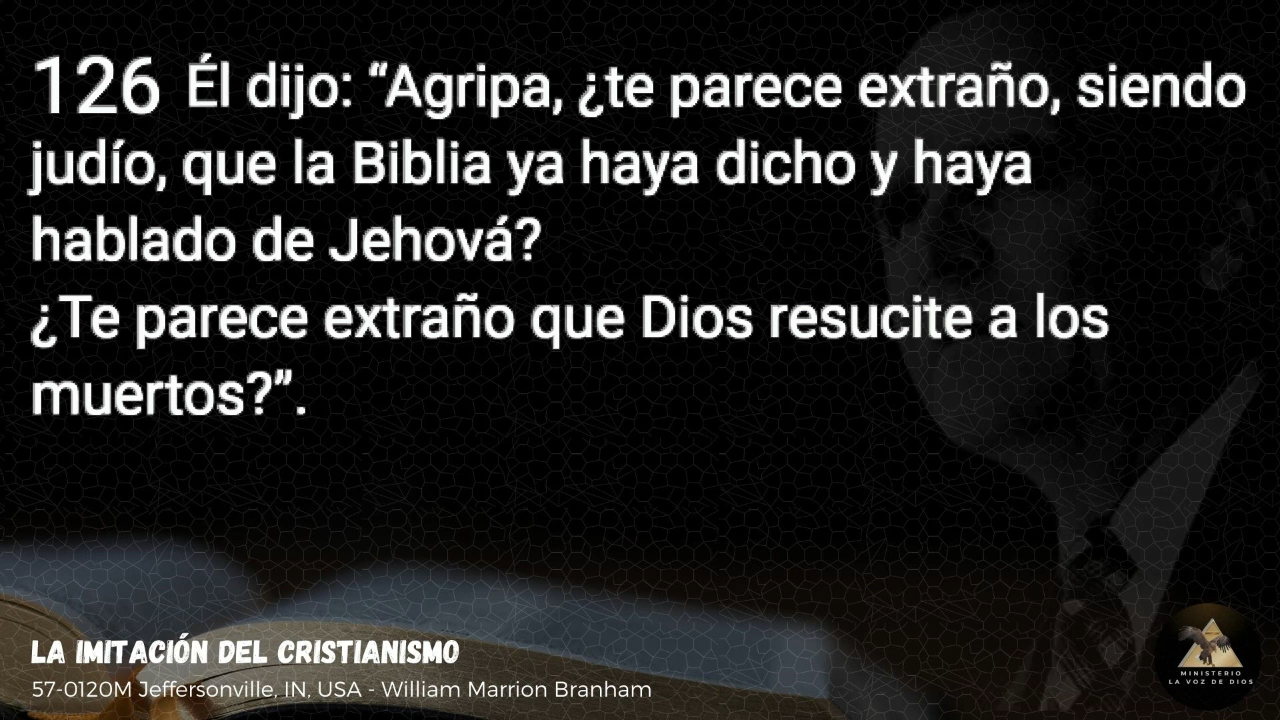 126 Él dijo: “Agripa, ¿te parece extraño, siendo
judío, que la Biblia ya haya dicho y haya
hablado de Jehová?
¿Te parece extraño que Dios resucite a los
muertos?”.
LA IMITACIÓN DEL CRISTIANISMO
57-0120M Jeffersonville, IN, USA - William Marrion Branham
MINISTERIO
LA VOZ DE DIOS